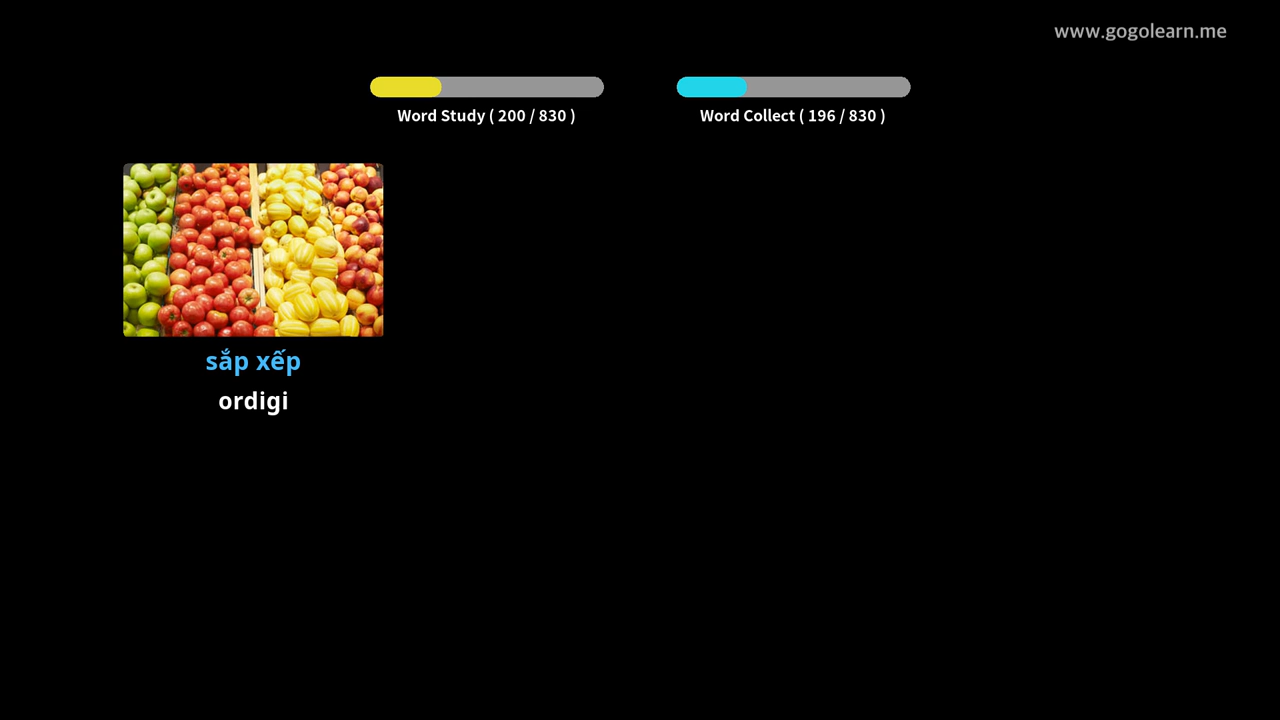 www.gogolearn.me
Word Study ( 200 / 830 )
Word Collect ( 196 / 830 )
sắp xếp
ordigi